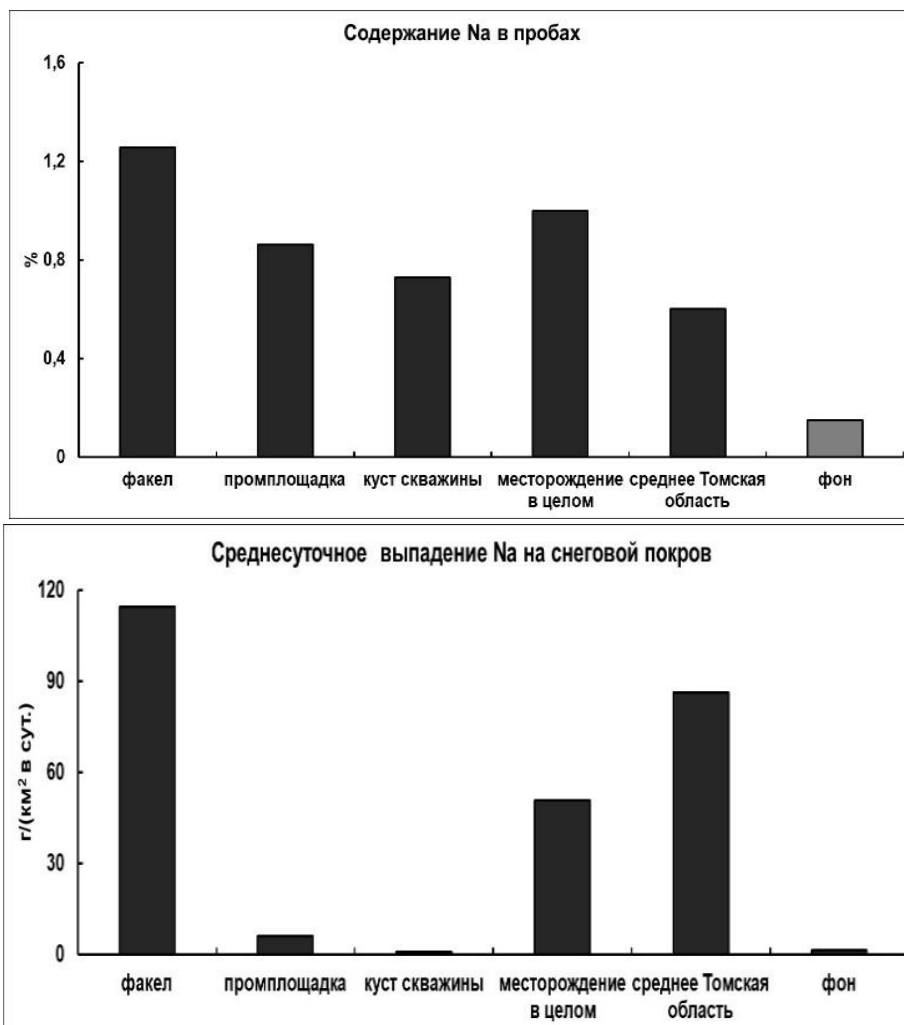 Содержание Na в пробах
1,6
1,2
0,8
0,4
0
%
факел промплощадка куст скважины месторождение среднее Томская фон
в целом область
Среднесуточное выпадение Na на снеговой покров
120
90
60
30
0
г/(км² в сут.)
факел промплощадка куст скважины месторождение среднее Томская фон
в целом область